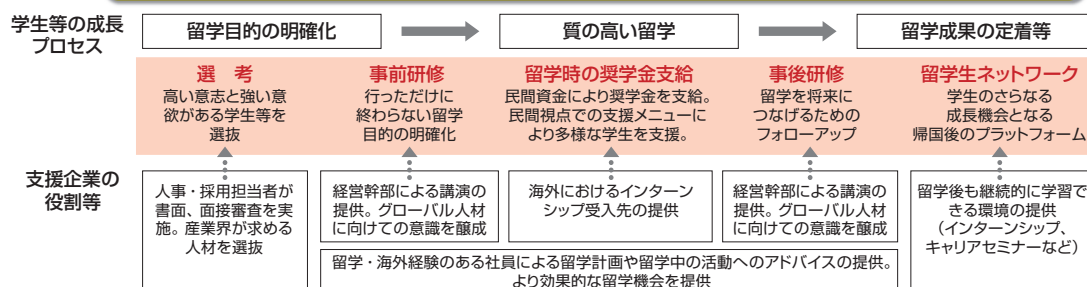 学生等の成長
プロセス
留学目的の明確化
質の高い留学
留学成果の定着等
選　考
高い意志と強い意
欲がある学生等を
選抜
事前研修
行っただけに
終わらない留学
目的の明確化
留学時の奨学金支給
民間資金により奨学金を支給。
民間視点での支援メニューに
より多様な学生を支援。
事後研修
留学を将来に
つなげるための
フォローアップ
留学生ネットワーク
学生のさらなる
成長機会となる
帰国後のプラットフォーム
支援企業の
役割等
人事・採用担当者が
書面、面接審査を実
施。産業界が求める
人材を選抜
経営幹部による講演の
提供。グローバル人材
に向けての意識を醸成
海外におけるインターン
シップ受入先の提供
経営幹部による講演の
提供。グローバル人材
に向けての意識を醸成
留学後も継続的に学習で
きる環境の提供
（インターンシップ、
キャリアセミナーなど）
留学・海外経験のある社員による留学計画や留学中の活動へのアドバイスの提供。
より効果的な留学機会を提供